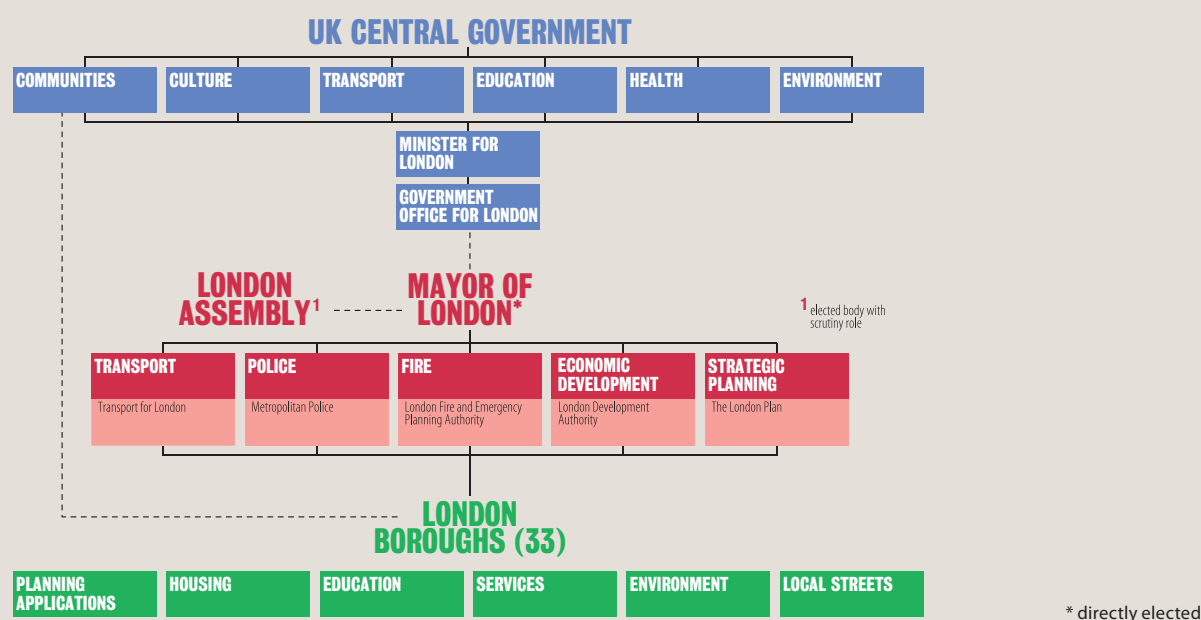 UK CENTRAL GOVERNMENT
COMMUNITIES
CULTURE
TRANSPORT
EDUCATION
HEALTH
ENVIRONMENT
MINISTER FOR
LONDON
GOVERNMENT
OFFICE FOR LONDON
LONDON
ASSEMBLY¹
MAYOR OF
LONDON*
1 elected body with
scrutiny role
TRANSPORT
Transport for London
POLICE
Metropolitan Police
FIRE
London Fire and Emergency
Planning Authority
ECONOMIC
DEVELOPMENT
London Development
Authority
STRATEGIC
PLANNING
The London Plan
LONDON
BOROUGHS (33)
PLANNING
APPLICATIONS
HOUSING
EDUCATION
SERVICES
ENVIRONMENT
LOCAL STREETS
* directly elected